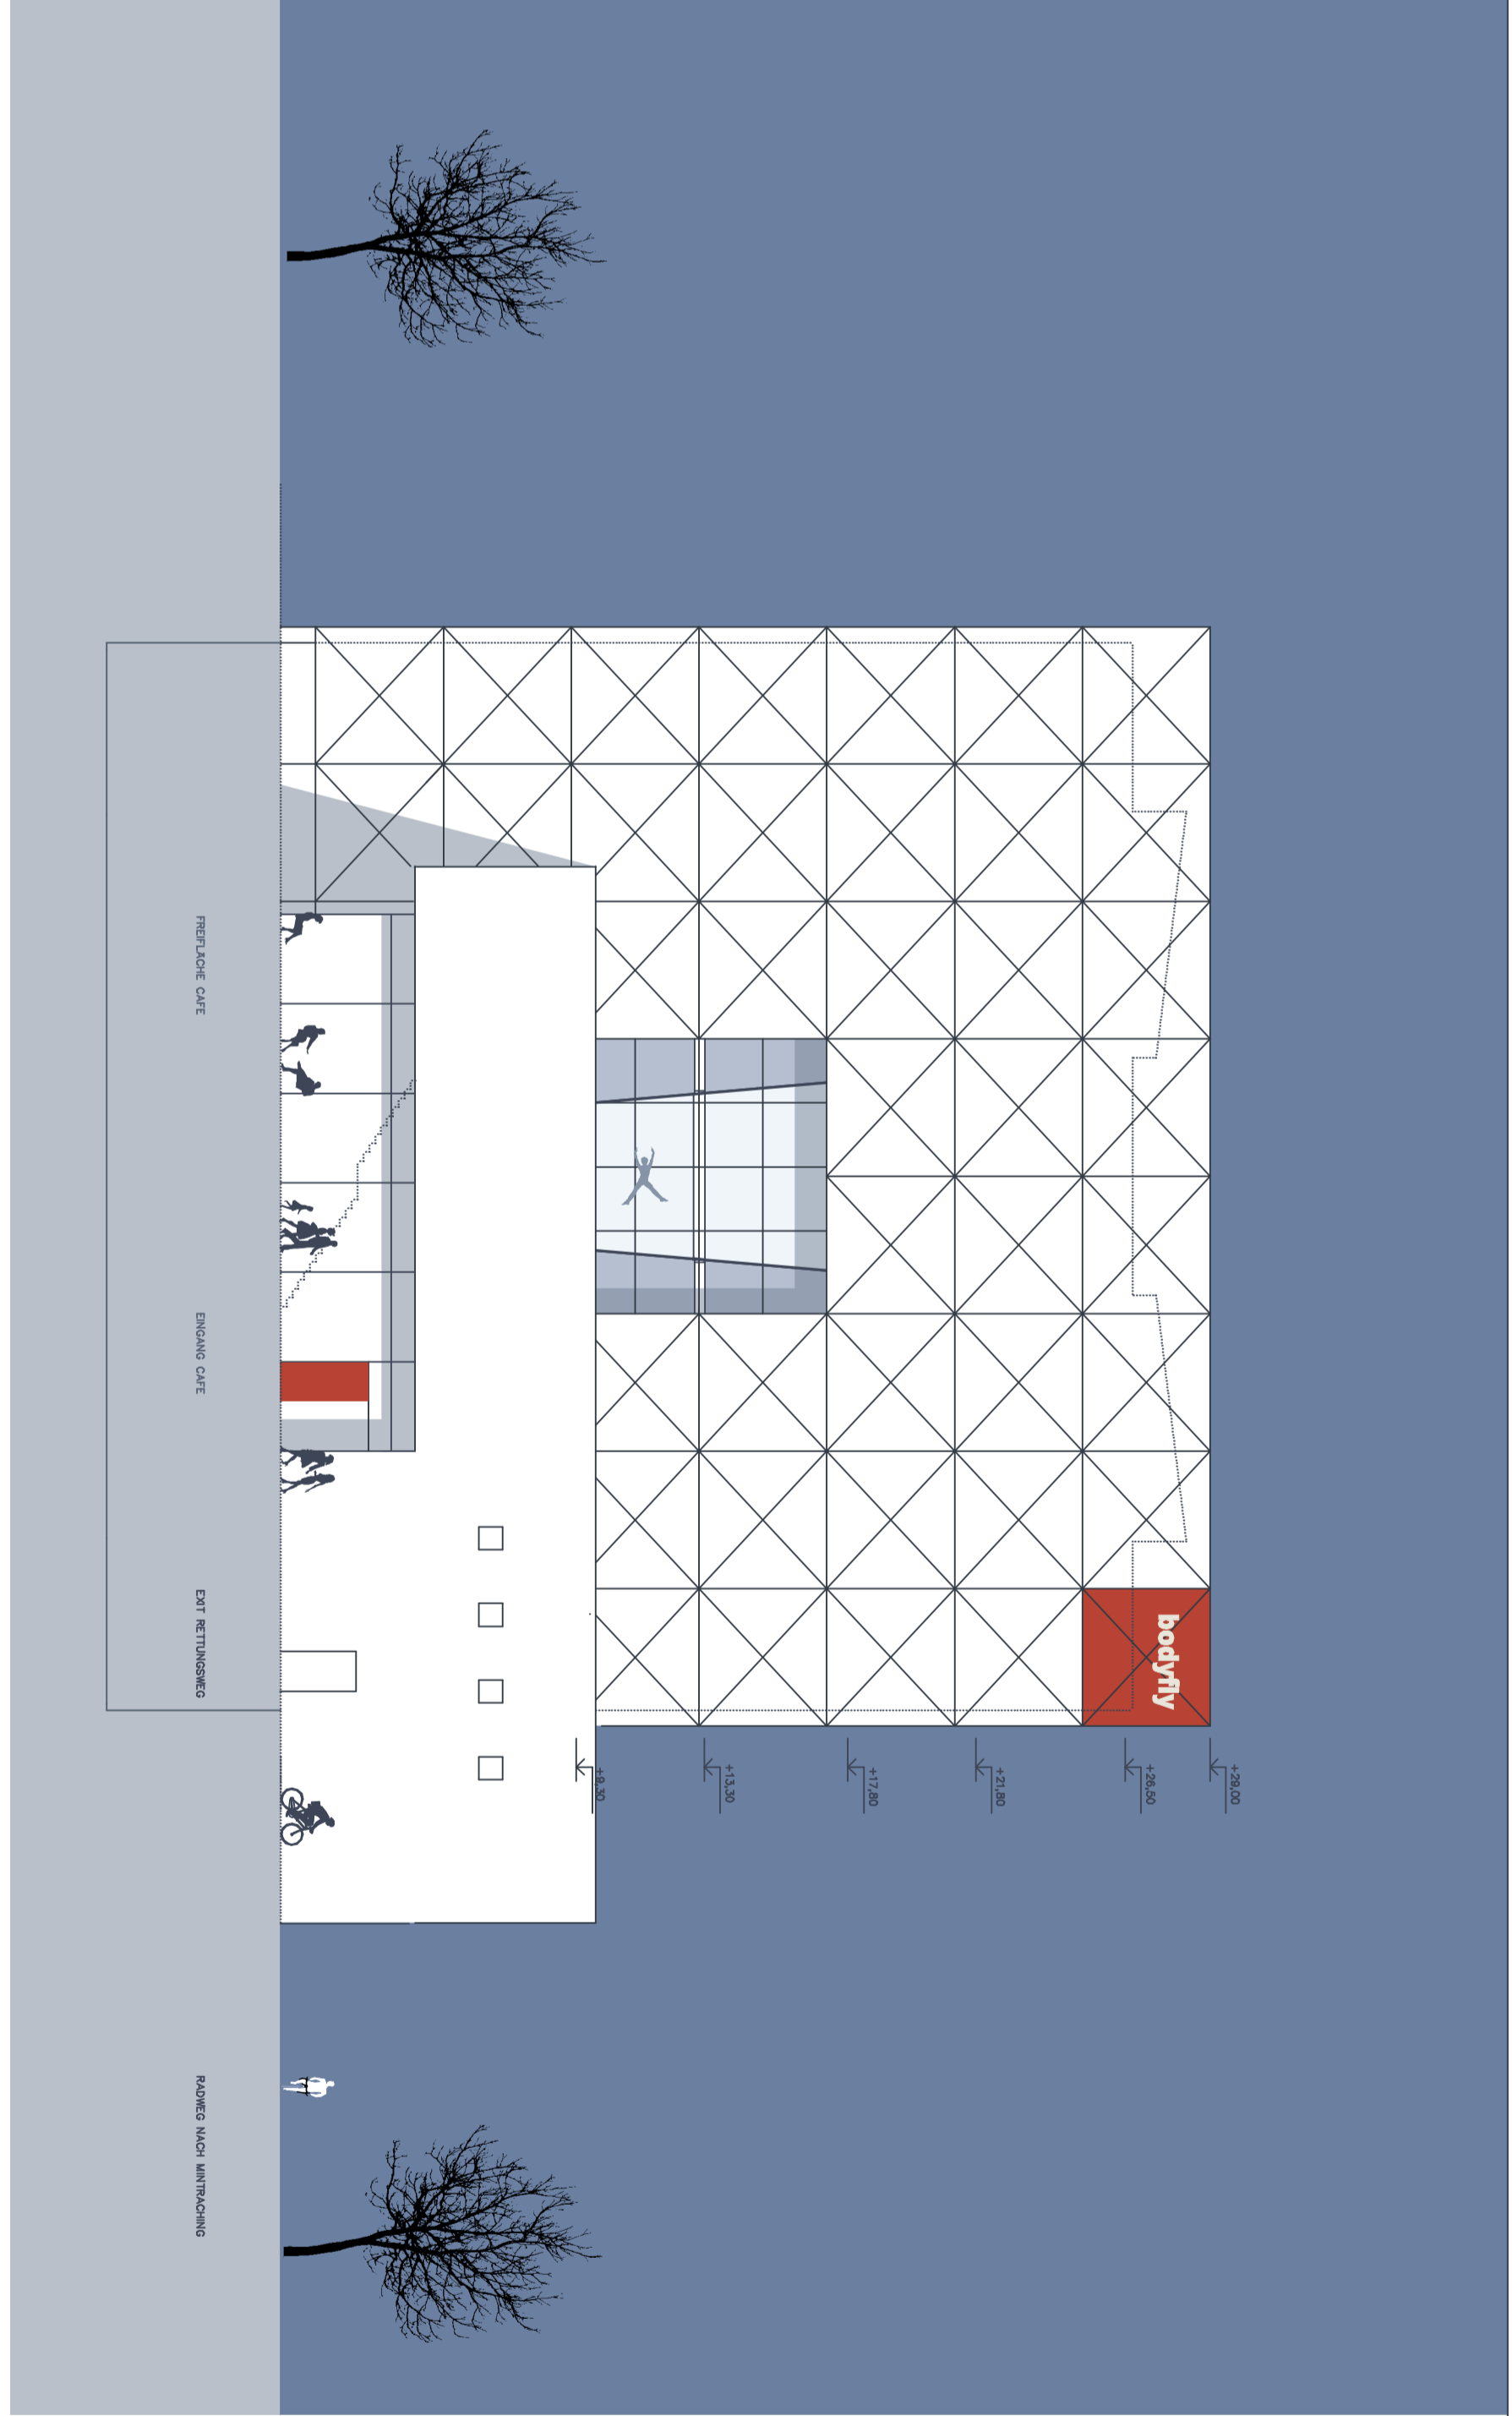 bodyfly
+29,00
+26,50
+21,80
+17,80
+13,30
+9,30
FREIFLÄCHE CAFE
EINGANG CAFE
EXIT RETTUNGSWEG
RADWEG NACH MINTRACHING